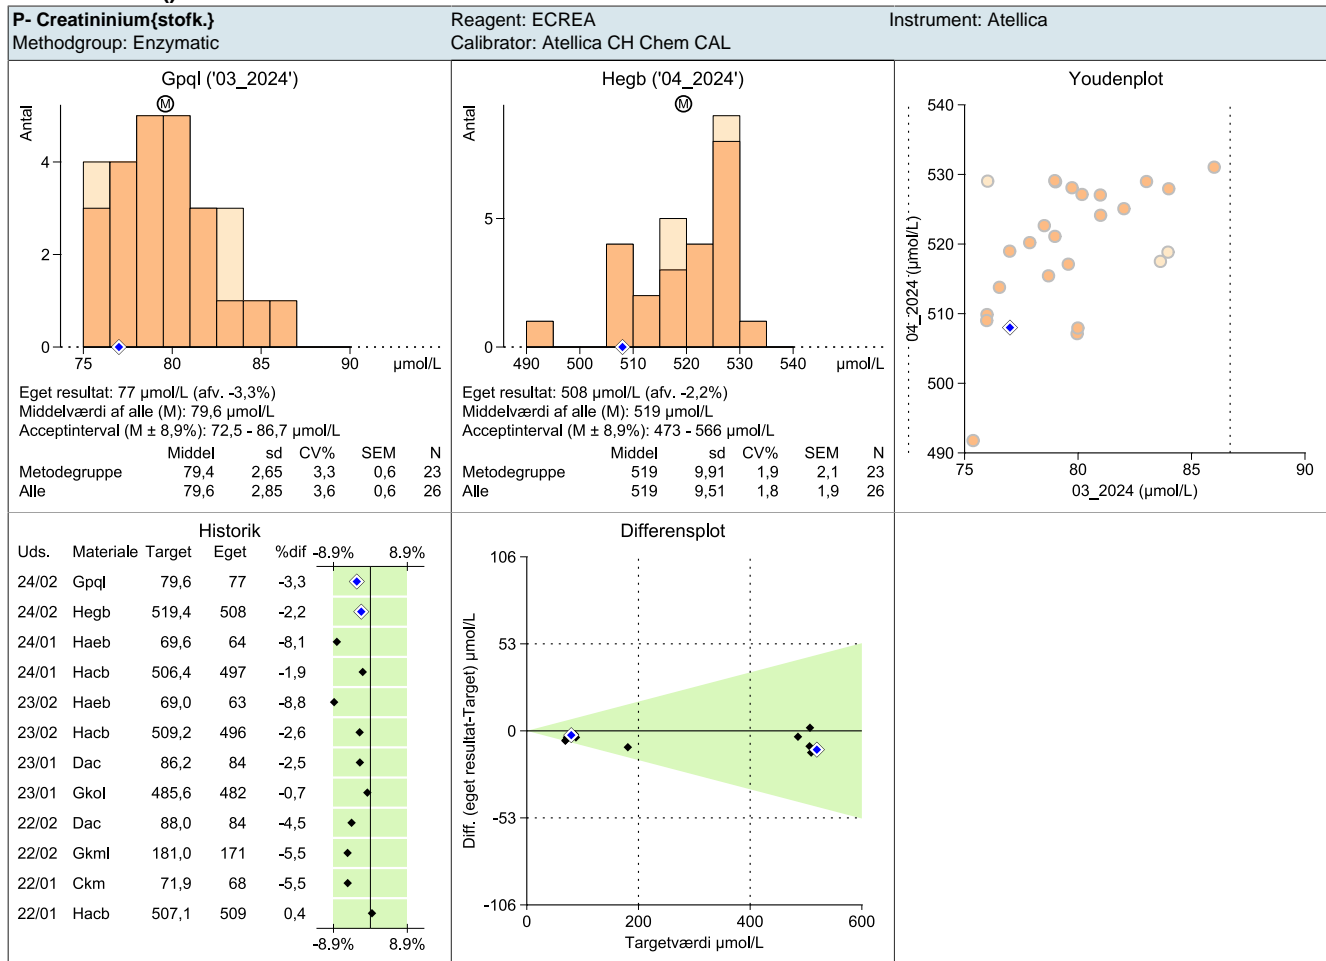 P- Creatininium{stofk.}
Reagent: ECREA
Instrument: Atellica
Methodgroup: Enzymatic
Calibrator: Atellica CH Chem CAL
Gpql ('03_2024')
M
Antal
4
2
0
75 80 85 90 µmol/L
Eget resultat: 77 µmol/L (afv. -3,3%)
Middelværdi af alle (M): 79,6 µmol/L
Acceptinterval (M ± 8,9%): 72,5 - 86,7 µmol/L
Middel sd CV% SEM N
Metodegruppe 79,4 2,65 3,3 0,6 23
Alle 79,6 2,85 3,6 0,6 26
Hegb ('04_2024')
M
Antal
5
0
490 500 510 520 530 540 µmol/L
Eget resultat: 508 µmol/L (afv. -2,2%)
Middelværdi af alle (M): 519 µmol/L
Acceptinterval (M ± 8,9%): 473 - 566 µmol/L
Middel sd CV% SEM N
Metodegruppe 519 9,91 1,9 2,1 23
Alle 519 9,51 1,8 1,9 26
Youdenplot
04_2024 (µmol/L)
540
530
520
510
500
490
75 80 85 90
03_2024 (µmol/L)
Historik
Uds. Materiale Target Eget %dif -8.9% 8.9%
24/02 Gpql 79,6 77 -3,3
24/02 Hegb 519,4 508 -2,2
24/01 Haeb 69,6 64 -8,1
24/01 Hacb 506,4 497 -1,9
23/02 Haeb 69,0 63 -8,8
23/02 Hacb 509,2 496 -2,6
23/01 Dac 86,2 84 -2,5
23/01 Gkol 485,6 482 -0,7
22/02 Dac 88,0 84 -4,5
22/02 Gkml 181,0 171 -5,5
22/01 Ckm 71,9 68 -5,5
22/01 Hacb 507,1 509 0,4
-8.9% 8.9%
Differensplot
Diff. (eget resultat-Target) µmol/L
106
53
0
-53
-106
0 200 400 600
Targetværdi µmol/L